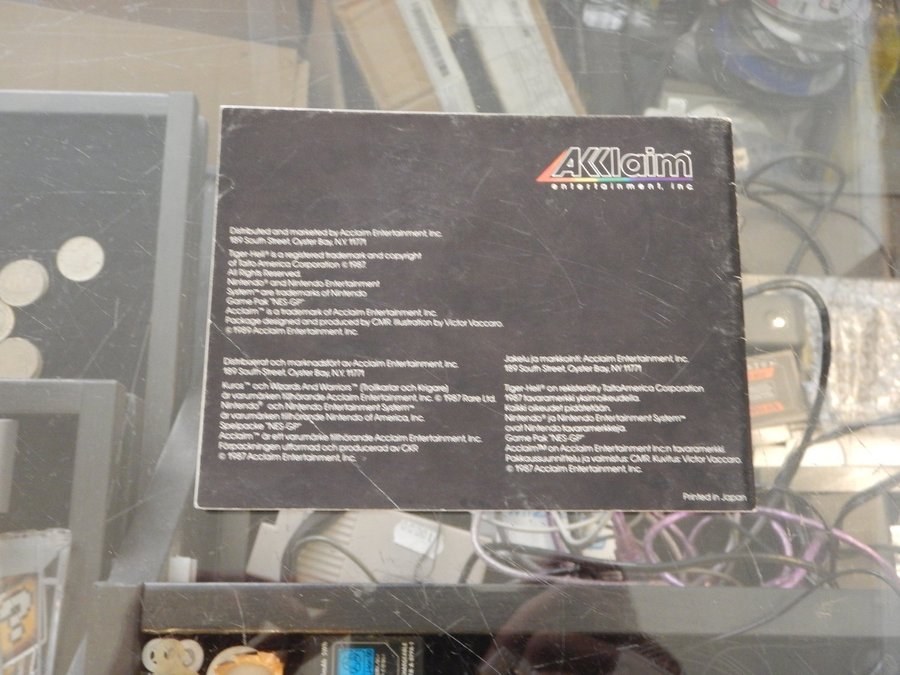 Acclaim™
entertainment, inc.
Distributed and marketed by Acclaim Entertainment, Inc.
189 South Street, Oyster Bay, N.Y. 11771
Tiger-Heli® is a registered trademark and copyright
of Taito America Corporation © 1987
All Rights Reserved.
Nintendo® and Nintendo Entertainment
System™ are trademarks of Nintendo
Game Pak "NES-GP"
Acclaim™ is a trademark of Acclaim Entertainment, Inc.
Package designed and produced by CMR. Illustration by Victor Vaccaro.
© 1989 Acclaim Entertainment, Inc.
Distribuerat och marknadsfört av Acclaim Entertainment, Inc.
189 South Street, Oyster Bay, N.Y. 11771
Kuros™ och Wizards And Warriors™ (Trollkarlar och Krigare)
är varumärken tillhörande Acclaim Entertainment, Inc. © 1987 Rare Ltd.
Nintendo® och Nintendo Entertainment System™
är varumärken tillhörande Nintendo of America, Inc.
Spelpacke "NES-GP"
Acclaim™ är ett varumärke tillhörande Acclaim Entertainment, Inc.
Förpackningen utformad och producerad av CKR
© 1987 Acclaim Entertainment, Inc.
Jakelu ja markkointi: Acclaim Entertainment, Inc.
189 South Street, Oyster Bay, NY 11771
Tiger-Heli® on rekisteröity TaitoAmerica Corporation
1987 tavaramerkki yksinoikeudella.
Kaikki oikeudet pidätetään.
Nintendo® ja Nintendo Entertainment System™
ovat Nintendon tavaramerkkejä.
Game Pak "NES-GP"
Acclaim™ on Acclaim Entertainment Inc:n tavaramerkki.
Pakkaussuunnittelu ja valmistus: CMR. Kuvitus: Victor Vaccaro.
© 1987 Acclaim Entertainment, Inc.
Printed in Japan